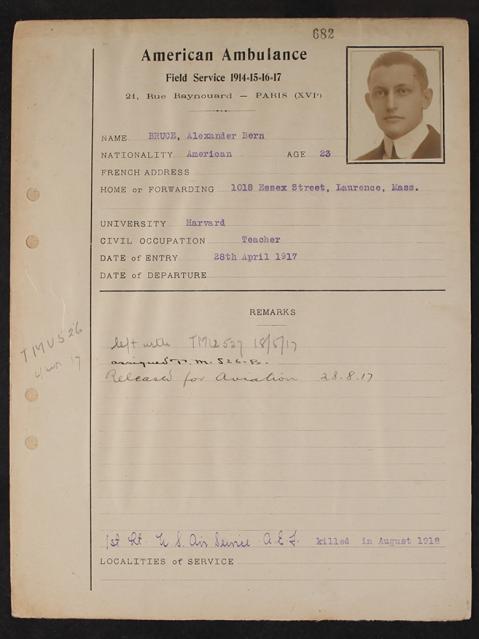 682
American Ambulance
Field Service 1914-15-16-17
21, Rue Raynouard — PARIS (XVIᵉ)
NAME BRUCE, Alexander Bern
NATIONALITY American AGE 23
FRENCH ADDRESS
HOME OR FORWARDING 1018 Essex Street, Laurence, Mass.
UNIVERSITY Harvard
CIVIL OCCUPATION Teacher
DATE OF ENTRY 28th April 1917
DATE OF DEPARTURE
REMARKS
left with 527 18/5/17
assigned T.M. 526-B.
Released for Aviation 28.8.17
TMU 526
17
1st Lt U.S. Air Service A.E.F. killed in August 1918
LOCALITIES OF SERVICE